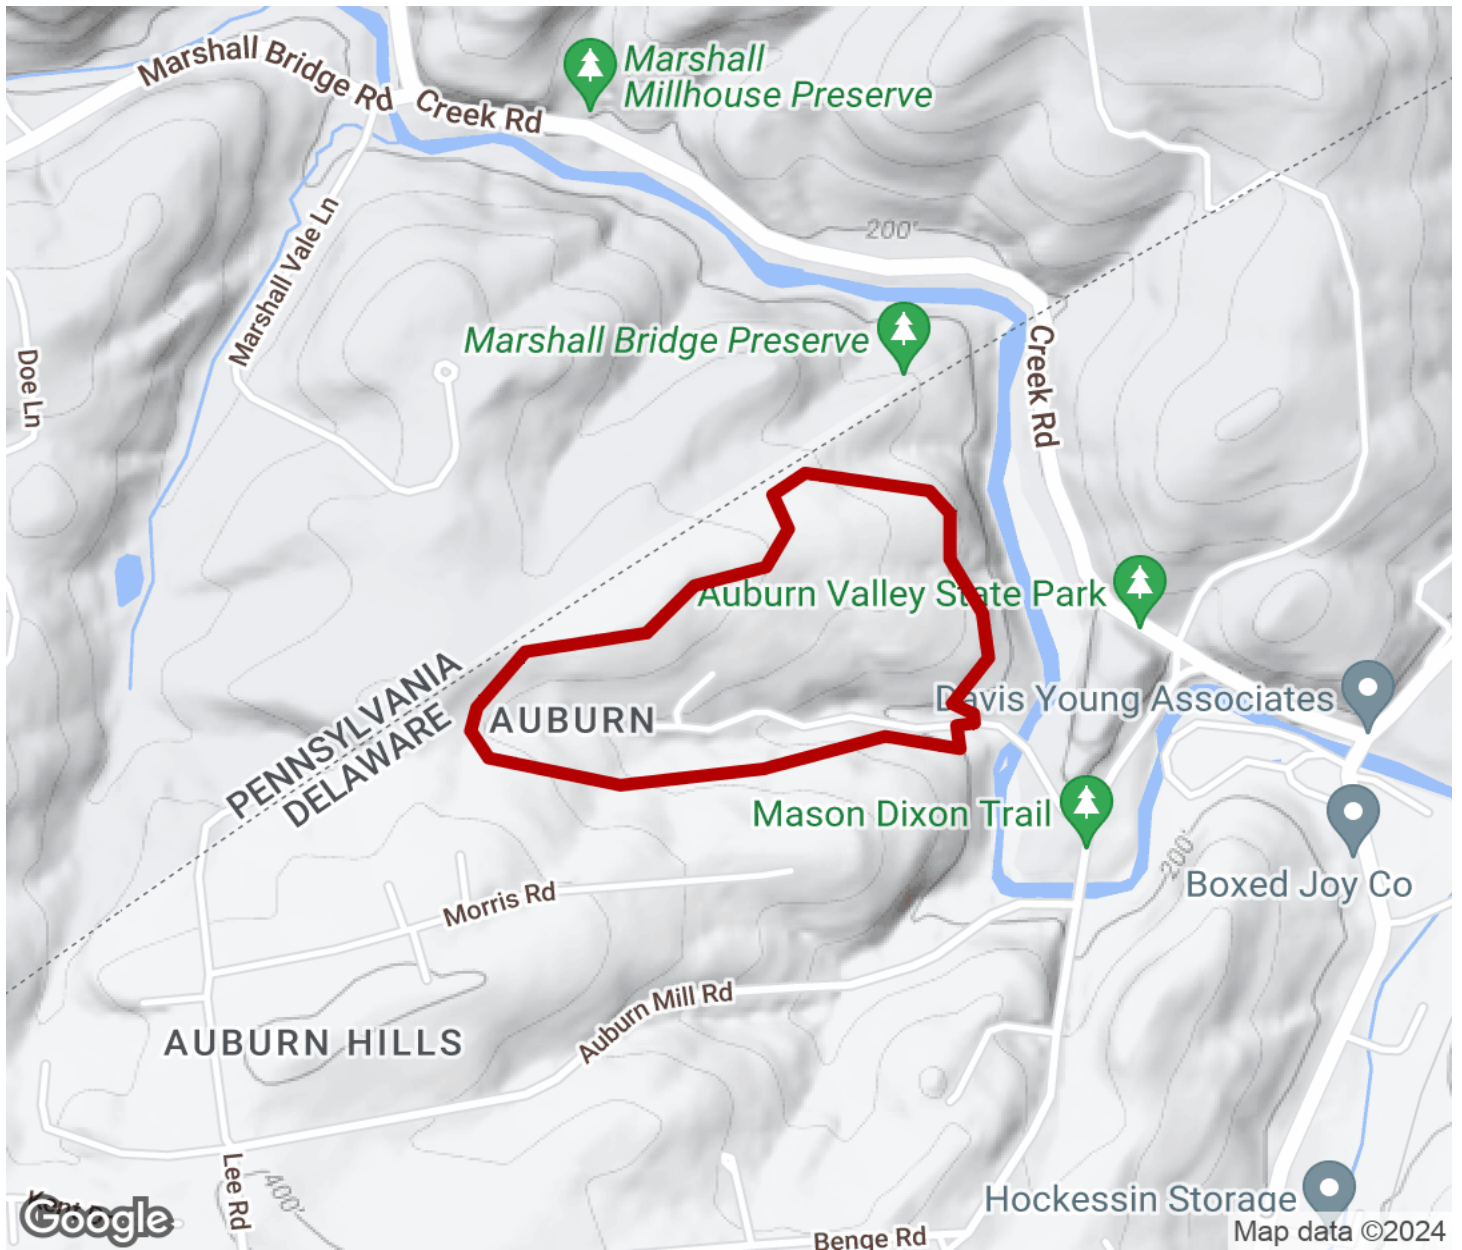 Marshall Bridge Rd
Creek Rd
Marshall
Millhouse Preserve
Marshall Vale Ln
200'
Doe Ln
Marshall Bridge Preserve
Creek Rd
Auburn Valley State Park
PENNSYLVANIA
DELAWARE
AUBURN
Davis Young Associates
Mason Dixon Trail
200'
Boxed Joy Co
Morris Rd
Auburn Mill Rd
AUBURN HILLS
Lee Rd
400'
Hockessin Storage
Google
Benge Rd
Map data ©2024